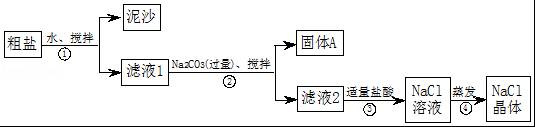 泥沙
粗盐 水、搅拌 ①
滤液1 Na₂CO₃(过量)、搅拌 ②
固体A
滤液2 适量盐酸 ③
NaCl
溶液
蒸发 ④
NaCl
晶体